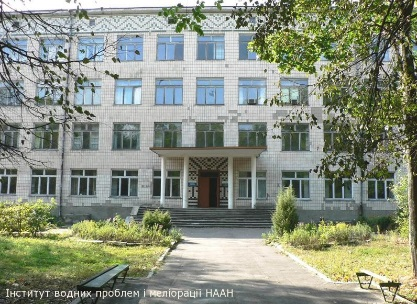 Інститут водних проблем і меліорації НААН